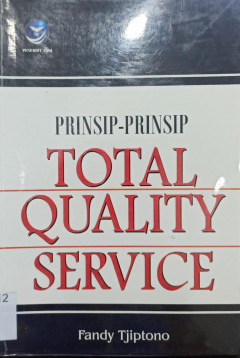 PRINSIP-PRINSIP
TOTAL
QUALITY
SERVICE
Fandy Tjiptono